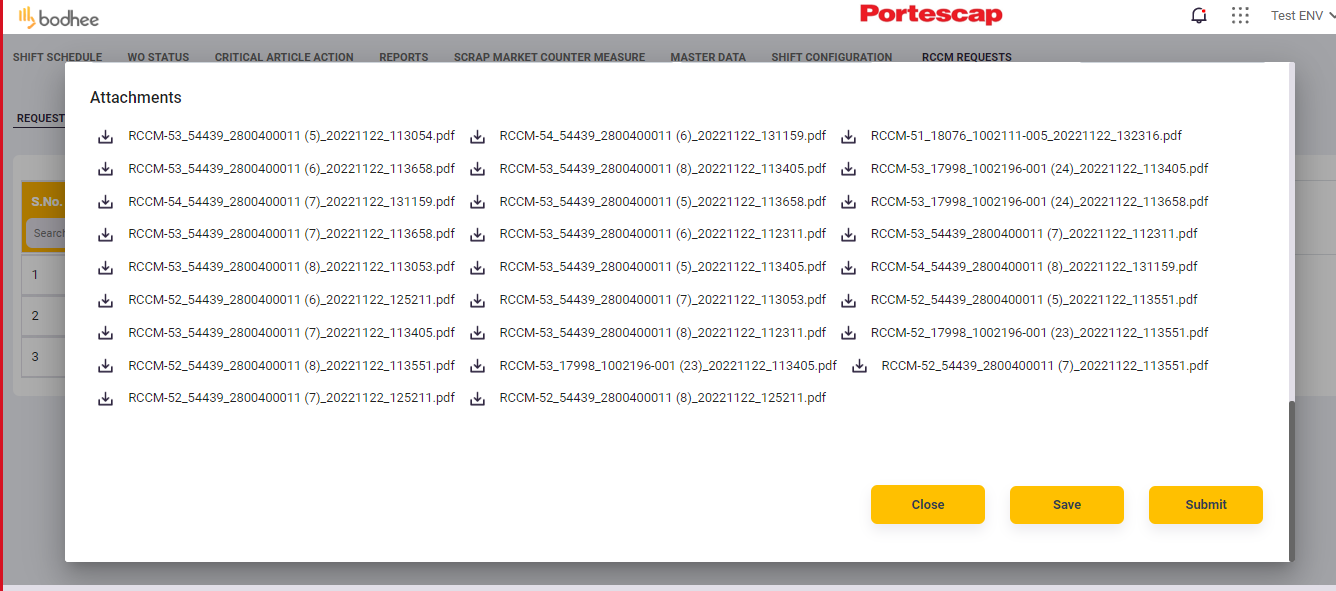 bodhee
Portescap
Test ENV
SHIFT SCHEDULE WO STATUS CRITICAL ARTICLE ACTION REPORTS SCRAP MARKET COUNTER MEASURE MASTER DATA SHIFT CONFIGURATION RCCM REQUESTS
REQUEST
S.No.
Search
1
2
3
Attachments
RCCM-53_54439_2800400011 (5)_20221122_113054.pdf RCCM-54_54439_2800400011 (6)_20221122_131159.pdf RCCM-51_18076_1002111-005_20221122_132316.pdf
RCCM-53_54439_2800400011 (6)_20221122_113658.pdf RCCM-53_54439_2800400011 (8)_20221122_113405.pdf RCCM-53_17998_1002196-001 (24)_20221122_113405.pdf
RCCM-54_54439_2800400011 (7)_20221122_131159.pdf RCCM-53_54439_2800400011 (5)_20221122_113658.pdf RCCM-53_17998_1002196-001 (24)_20221122_113658.pdf
RCCM-53_54439_2800400011 (7)_20221122_113658.pdf RCCM-53_54439_2800400011 (6)_20221122_112311.pdf RCCM-53_54439_2800400011 (7)_20221122_112311.pdf
RCCM-53_54439_2800400011 (8)_20221122_113053.pdf RCCM-53_54439_2800400011 (5)_20221122_113405.pdf RCCM-54_54439_2800400011 (8)_20221122_131159.pdf
RCCM-52_54439_2800400011 (6)_20221122_125211.pdf RCCM-53_54439_2800400011 (7)_20221122_113053.pdf RCCM-52_54439_2800400011 (5)_20221122_113551.pdf
RCCM-53_54439_2800400011 (7)_20221122_113405.pdf RCCM-53_54439_2800400011 (8)_20221122_112311.pdf RCCM-52_17998_1002196-001 (23)_20221122_113551.pdf
RCCM-52_54439_2800400011 (8)_20221122_113551.pdf RCCM-53_17998_1002196-001 (23)_20221122_113405.pdf RCCM-52_54439_2800400011 (7)_20221122_113551.pdf
RCCM-52_54439_2800400011 (7)_20221122_125211.pdf RCCM-52_54439_2800400011 (8)_20221122_125211.pdf
Close Save Submit